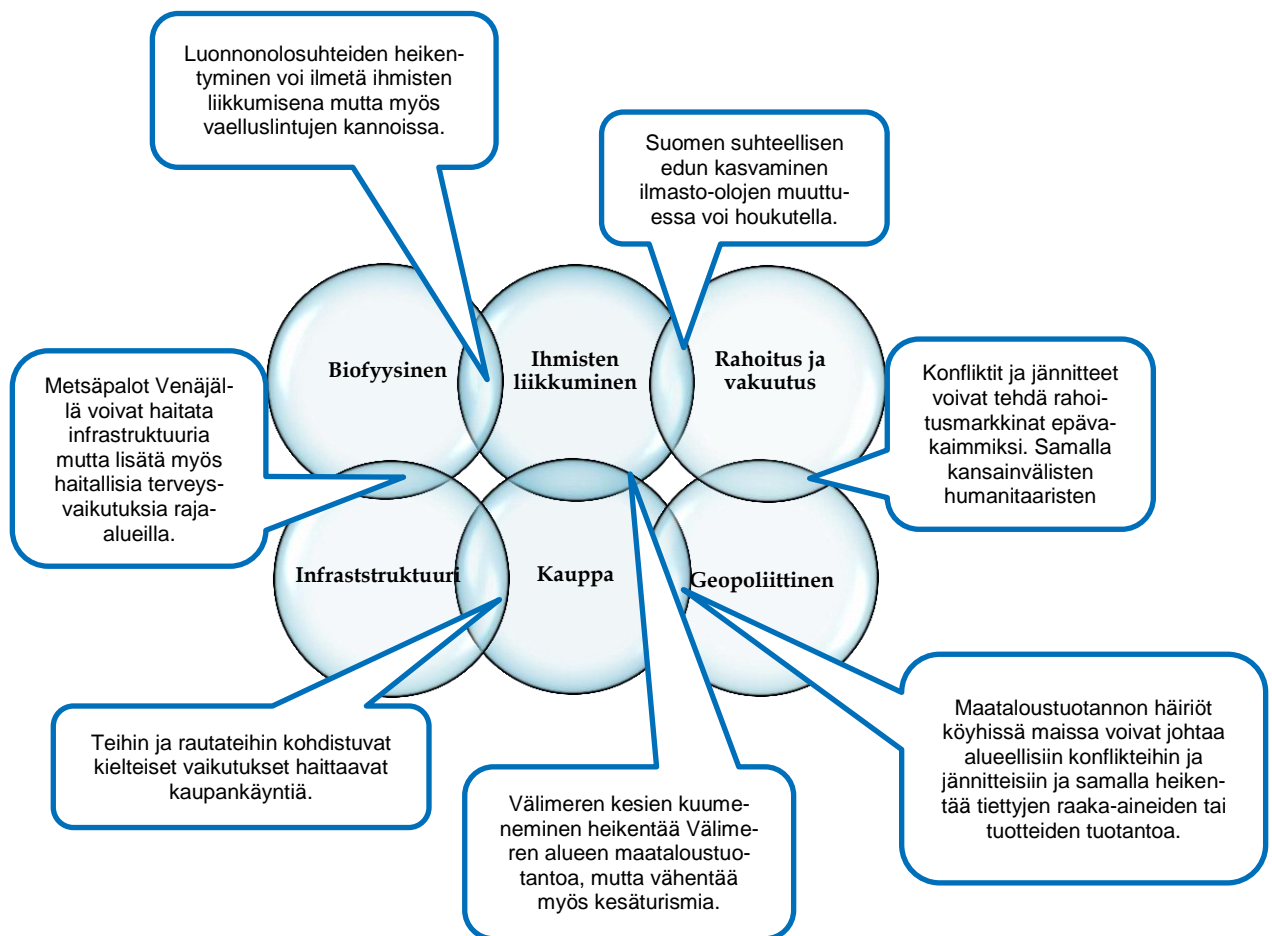 Luonnonolosuhteiden heiken-
tyminen voi ilmetä ihmisten
liikkumisena mutta myös
vaelluslintujen kannoissa.
Suomen suhteellisen
edun kasvaminen
ilmasto-olojen muuttu-
essa voi houkutella.
Biofyysinen
Ihmisten
liikkuminen
Rahoitus ja
vakuutus
Metsäpalot Venäjäl-
lä voivat haitata
infrastruktuuria
mutta lisätä myös
haitallisia terveys-
vaikutuksia raja-
alueilla.
Konfliktit ja jännitteet
voivat tehdä rahoi-
tusmarkkinat epäva-
kaimmiksi. Samalla
kansainvälisten
humanitaaristen
Infraststruktuuri
Kauppa
Geopoliittinen
Teihin ja rautateihin kohdistuvat
kielteiset vaikutukset haittaavat
kaupankäyntiä.
Välimeren kesien kuume-
neminen heikentää Välime-
ren alueen maataloustuo-
tantoa, mutta vähentää
myös kesäturismia.
Maataloustuotannon häiriöt
köyhissä maissa voivat johtaa
alueellisiin konflikteihin ja
jännitteisiin ja samalla heiken-
tää tiettyjen raaka-aineiden tai
tuotteiden tuotantoa.